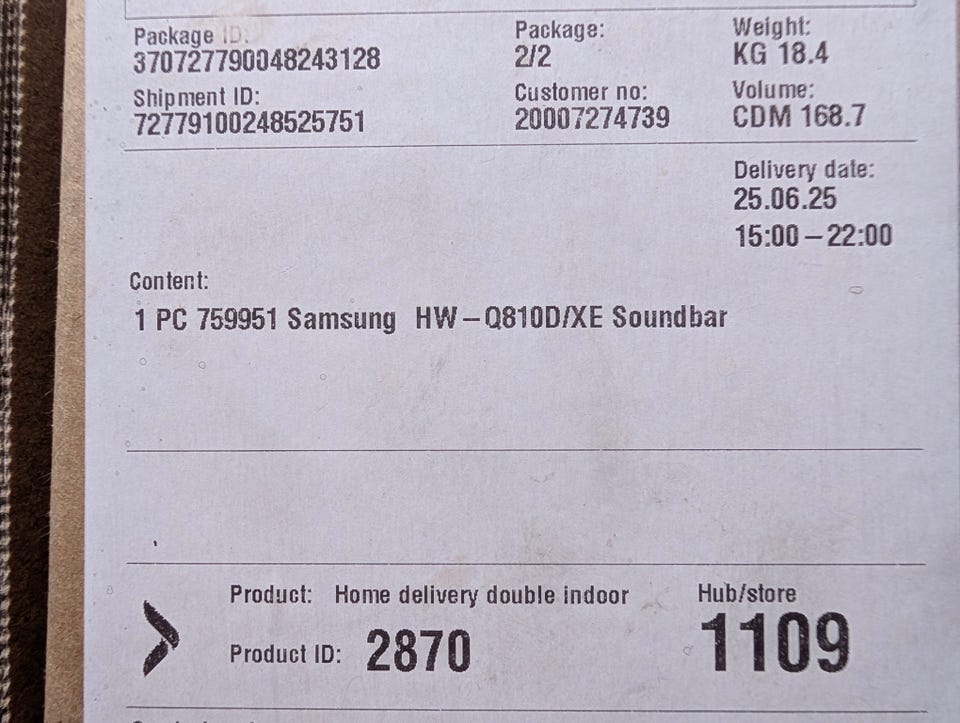 Package ID:
370727790048243128
Package:
2/2
Weight:
KG 18.4
Shipment ID:
72779100248525751
Customer no:
20007274739
Volume:
CDM 168.7
Delivery date:
25.06.25
15:00 – 22:00
Content:
1 PC 759951 Samsung HW – Q810D/XE Soundbar
Product: Home delivery double indoor
Product ID: 2870
Hub/store
1109